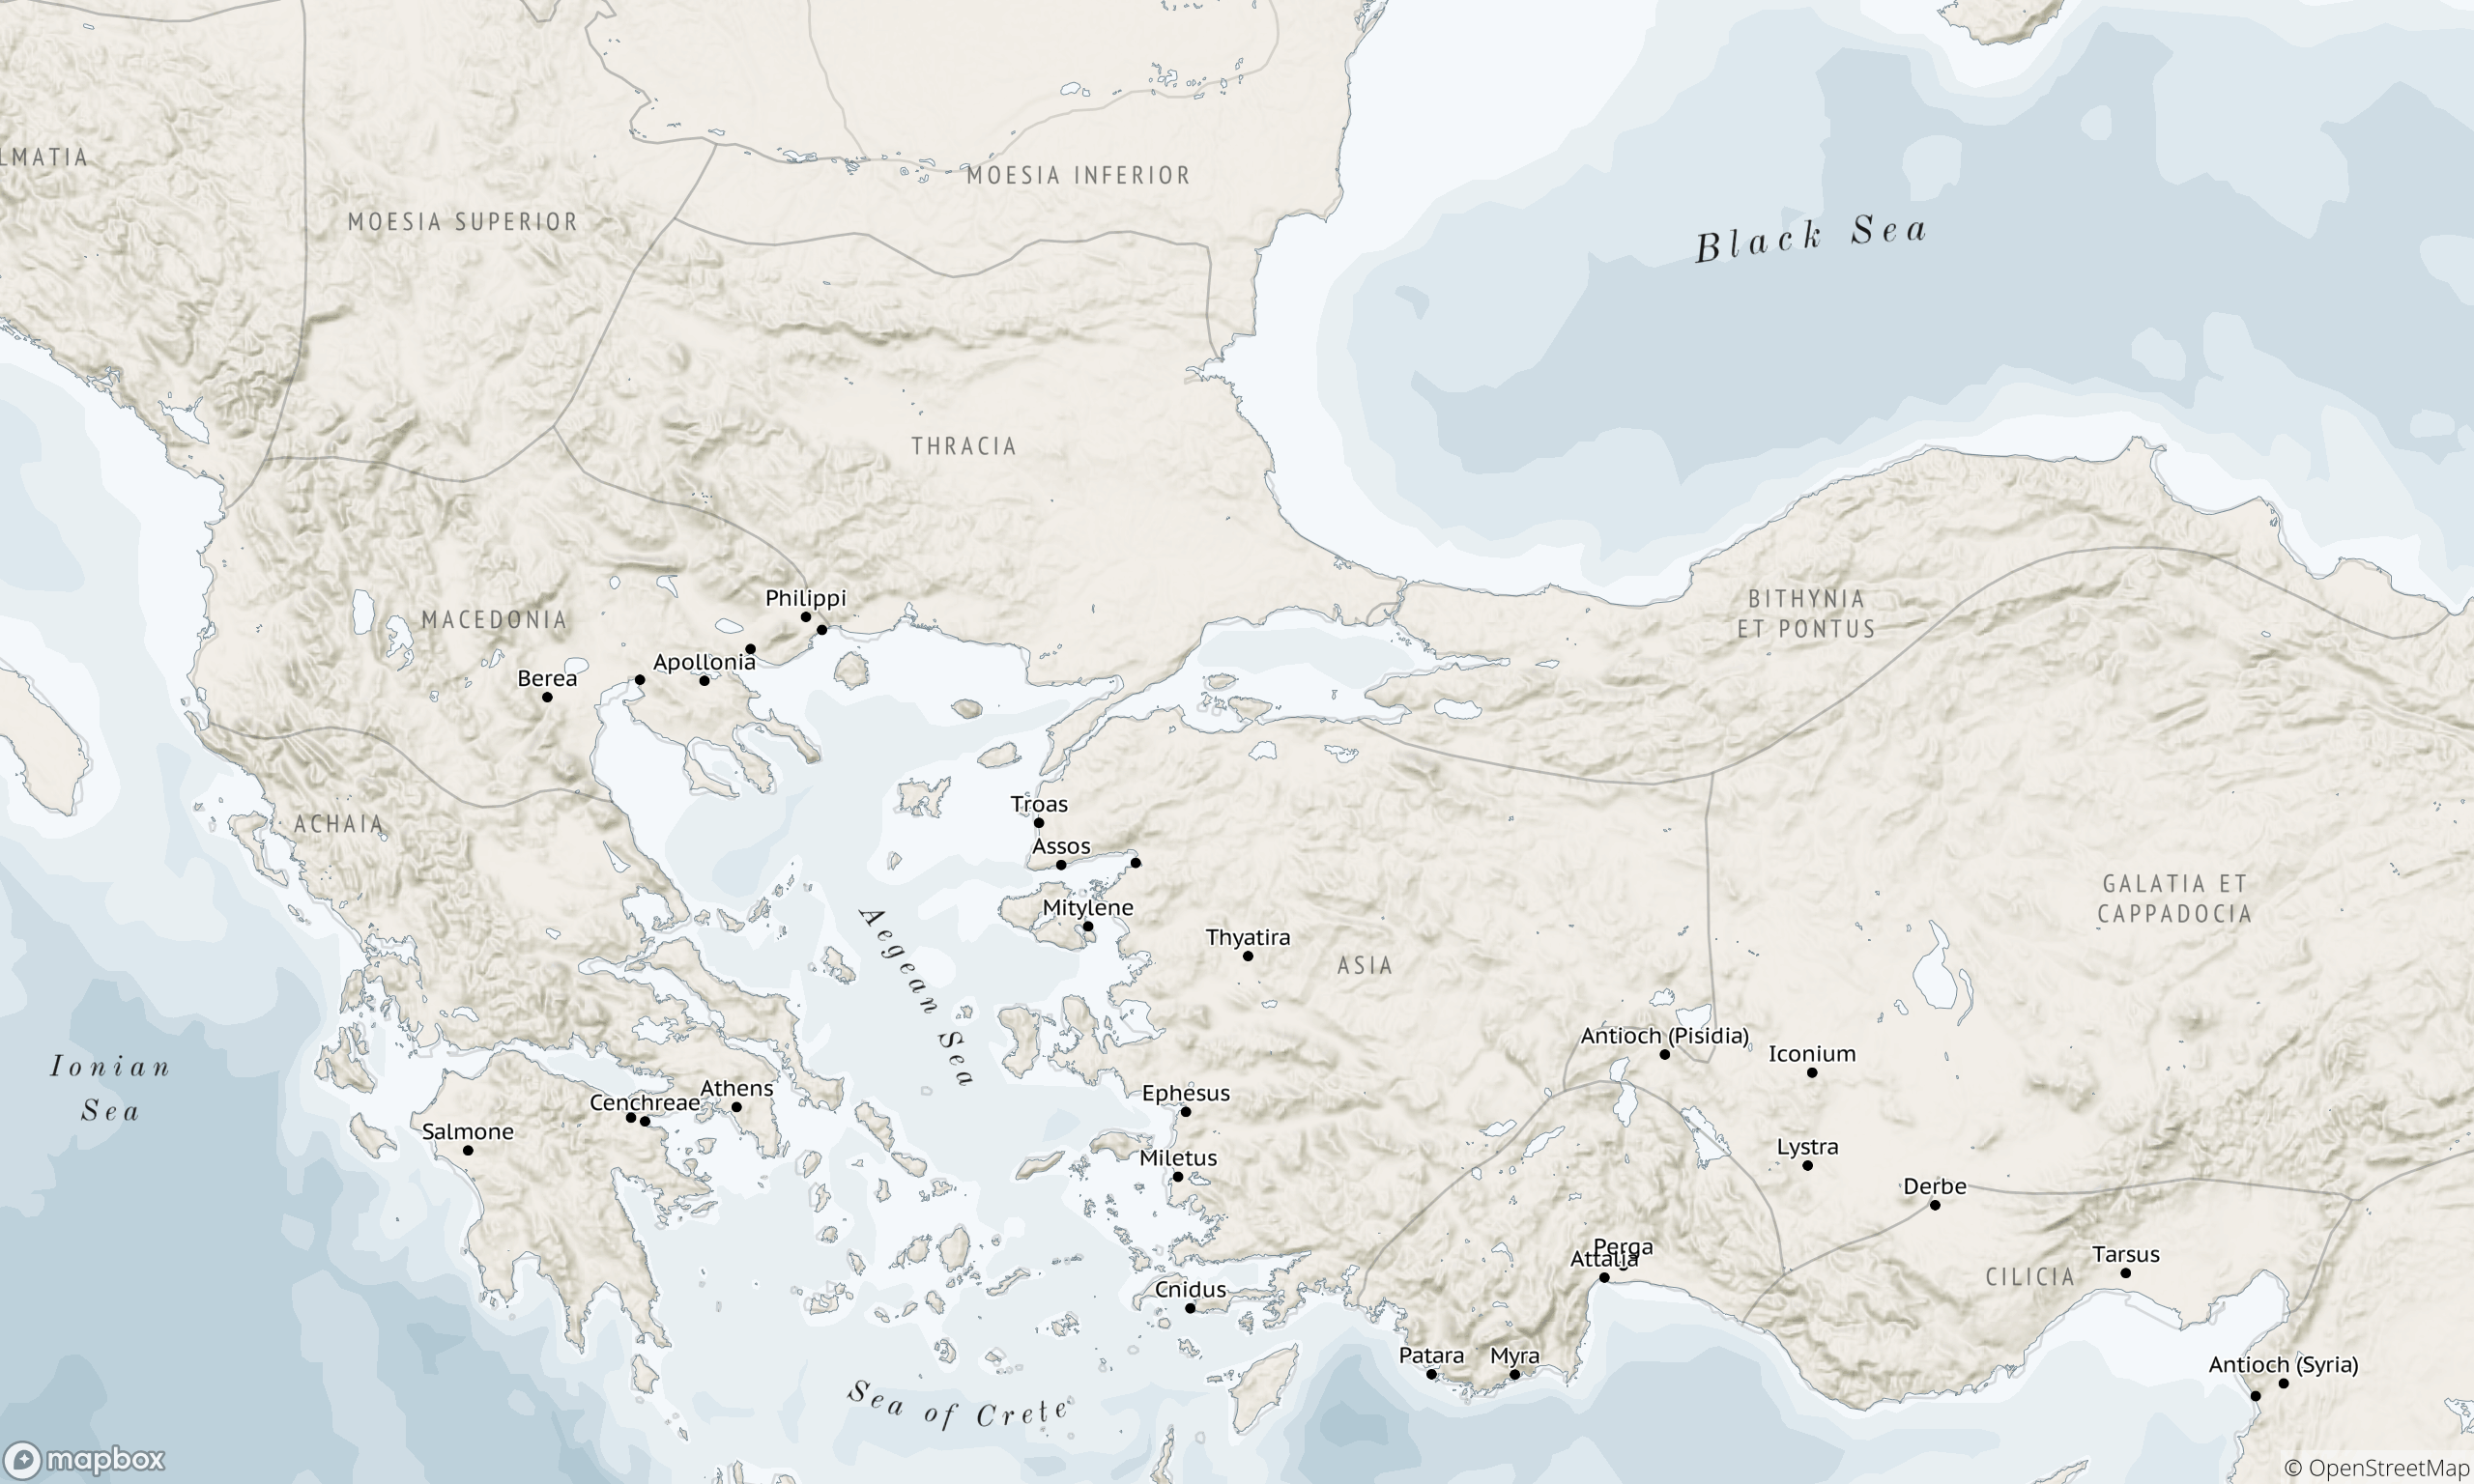 LMATIA
MOESIA INFERIOR
MOESIA SUPERIOR
Black Sea
THRACIA
Philippi
MACEDONIA
BITHYNIA
ET PONTUS
Apollonia
Berea
Troas
ACHAIA
Assos
Mitylene
GALATIA ET
CAPPADOCIA
Aegean Sea
Thyatira
ASIA
Antioch (Pisidia)
Ionian
Sea
Iconium
Athens
Ephesus
Cenchreae
Salmone
Lystra
Miletus
Derbe
Perga
Attalia
Tarsus
CILICIA
Cnidus
Patara
Myra
Antioch (Syria)
Sea of Crete
mapbox
© OpenStreetMap